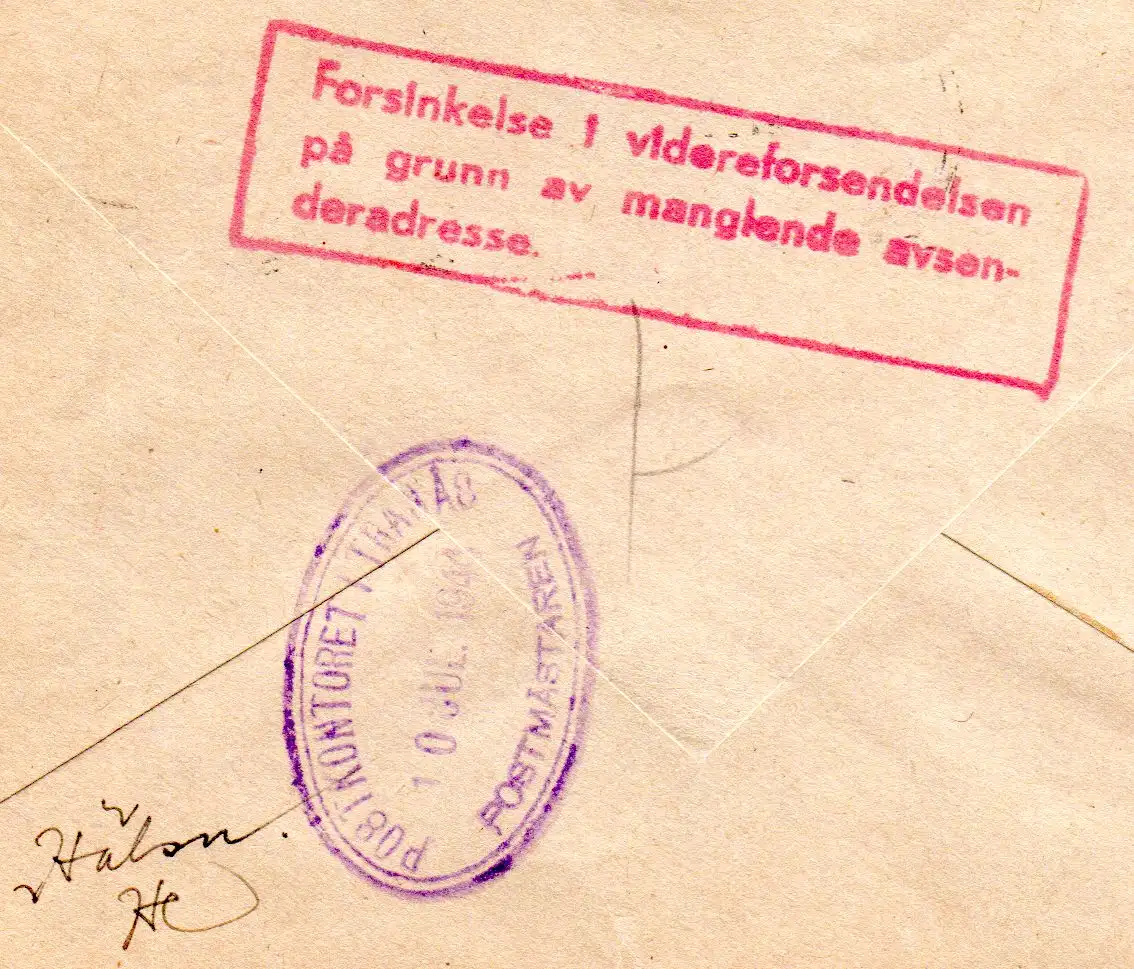 Forsinkelse i videreforsendelsen
på grunn av manglende avsen-
deradresse.
POSTKONTORET I TRANÅS
10 JUL. 1944
POSTMÄSTAREN